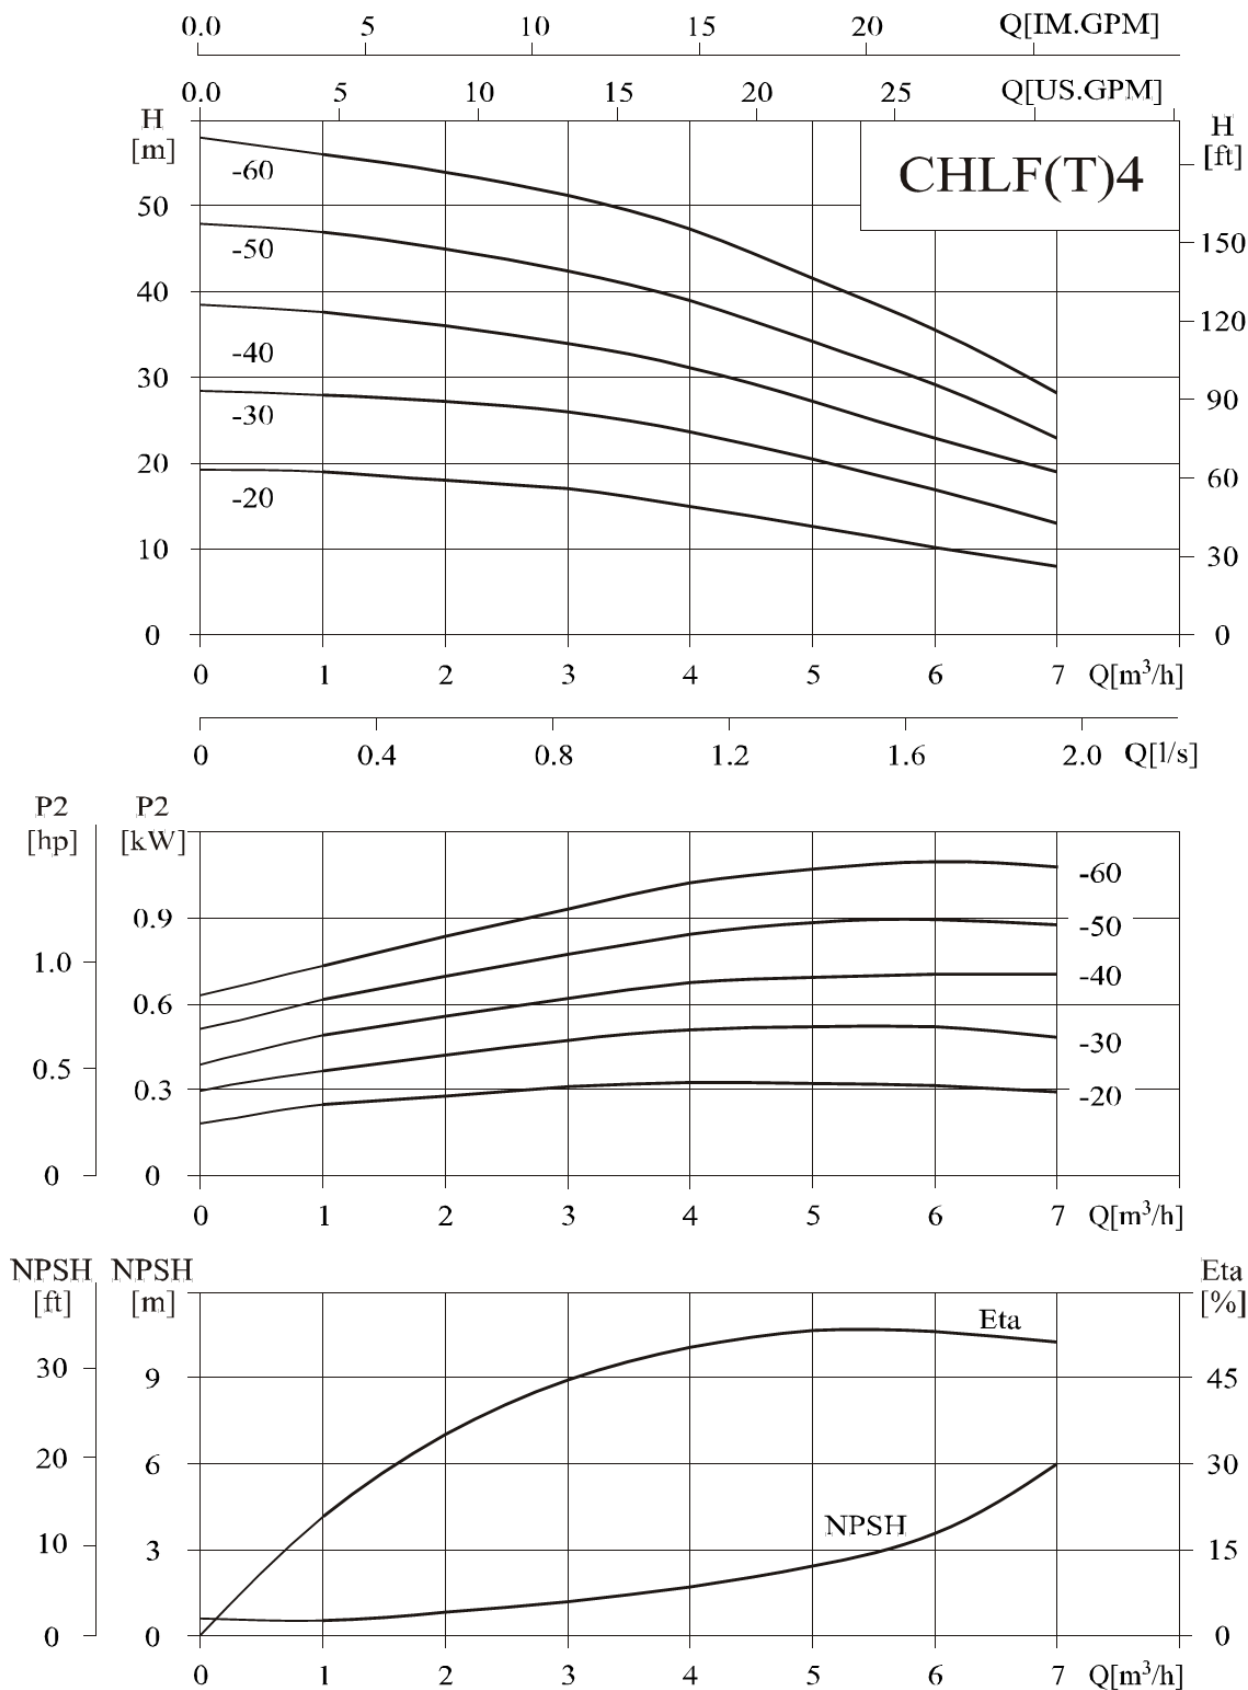 0.0 5 10 15 20 Q[IM.GPM]
0.0 5 10 15 20 25 Q[US.GPM]
H
[m]
H
[ft]
CHLF(T)4
-60
50
150
-50
40
120
-40
30
90
-30
20
60
-20
10
30
0
0
0 1 2 3 4 5 6 7 Q[m³/h]
0 0.4 0.8 1.2 1.6 2.0 Q[l/s]
P2
[hp]
P2
[kW]
-60
0.9
-50
1.0
-40
0.6
-30
0.5
0.3
-20
0
0
0 1 2 3 4 5 6 7 Q[m³/h]
NPSH
[ft]
NPSH
[m]
Eta
[%]
Eta
30
9
45
20
6
30
NPSH
10
3
15
0
0
0
0 1 2 3 4 5 6 7 Q[m³/h]